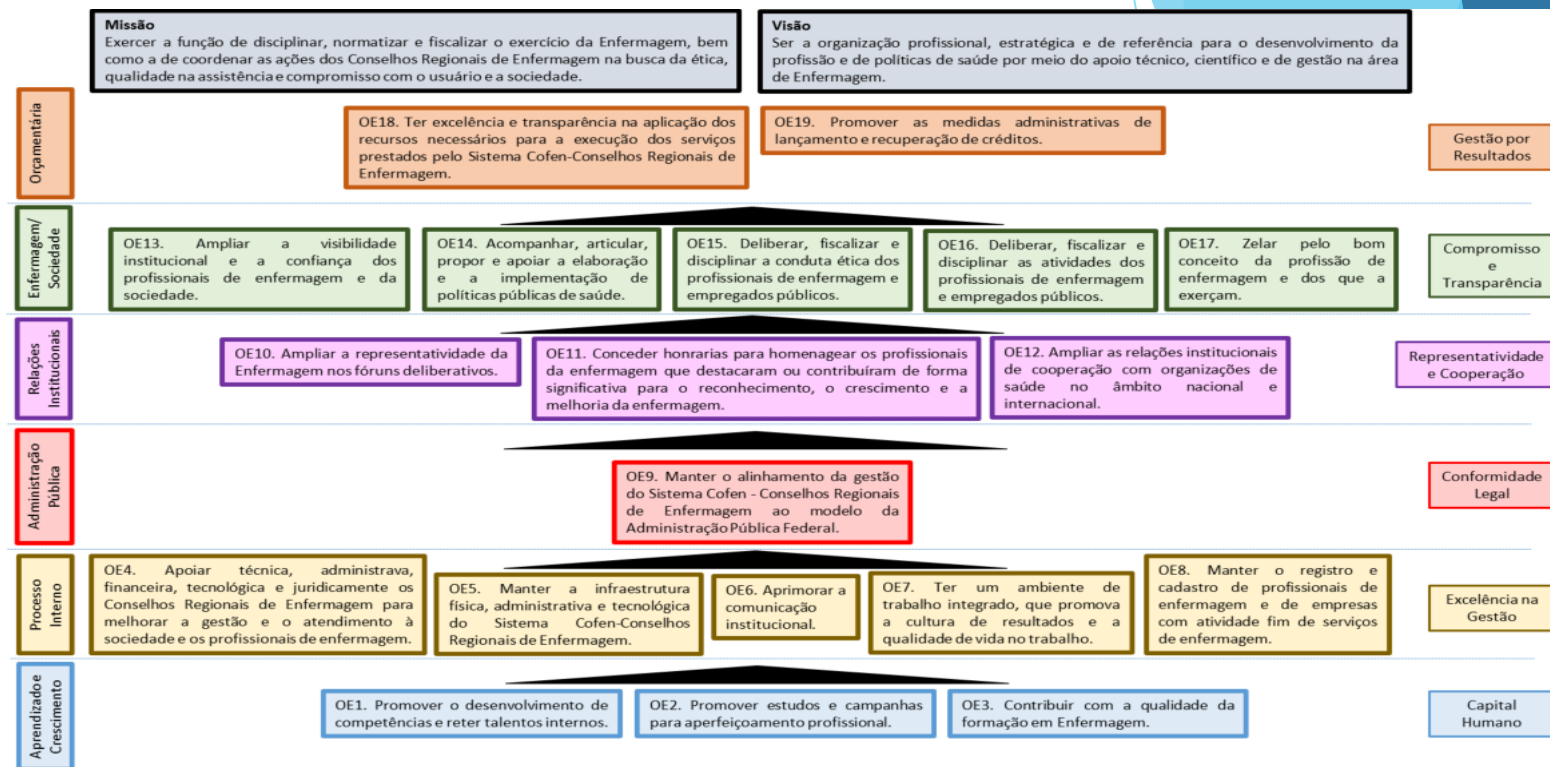 Missão
Exercer a função de disciplinar, normatizar e fiscalizar o exercício da Enfermagem, bem
como a de coordenar as ações dos Conselhos Regionais de Enfermagem na busca da ética,
qualidade na assistência e compromisso com o usuário e a sociedade.
Visão
Ser a organização profissional, estratégica e de referência para o desenvolvimento da
profissão e de políticas de saúde por meio do apoio técnico, científico e de gestão na área
de Enfermagem.
Orçamentária
OE18. Ter excelência e transparência na aplicação dos
recursos necessários para a execução dos serviços
prestados pelo Sistema Cofen-Conselhos Regionais de
Enfermagem.
OE19. Promover as medidas administrativas de
lançamento e recuperação de créditos.
Gestão por
Resultados
Enfermagem/
Sociedade
OE13. Ampliar a visibilidade
institucional e a confiança dos
profissionais de enfermagem e da
sociedade.
OE14. Acompanhar, articular,
propor e apoiar a elaboração
e a implementação de
políticas públicas de saúde.
OE15. Deliberar, fiscalizar e
disciplinar a conduta ética dos
profissionais de enfermagem e
empregados públicos.
OE16. Deliberar, fiscalizar e
disciplinar as atividades dos
profissionais de enfermagem
e empregados públicos.
OE17. Zelar pelo bom
conceito da profissão de
enfermagem e dos que a
exerçam.
Compromisso
e
Transparência
Relações
Institucionais
OE10. Ampliar a representatividade da
Enfermagem nos fóruns deliberativos.
OE11. Conceder honrarias para homenagear os profissionais
da enfermagem que destacaram ou contribuíram de forma
significativa para o reconhecimento, o crescimento e a
melhoria da enfermagem.
OE12. Ampliar as relações institucionais
de cooperação com organizações de
saúde no âmbito nacional e
internacional.
Representatividade
e Cooperação
Administração
Pública
OE9. Manter o alinhamento da gestão
do Sistema Cofen - Conselhos Regionais
de Enfermagem ao modelo da
Administração Pública Federal.
Conformidade
Legal
Processo
Interno
OE4. Apoiar técnica, administrava,
financeira, tecnológica e juridicamente os
Conselhos Regionais de Enfermagem para
melhorar a gestão e o atendimento à
sociedade e os profissionais de enfermagem.
OE5. Manter a infraestrutura
física, administrativa e tecnológica
do Sistema Cofen-Conselhos
Regionais de Enfermagem.
OE6. Aprimorar a
comunicação
institucional.
OE7. Ter um ambiente de
trabalho integrado, que promova
a cultura de resultados e a
qualidade de vida no trabalho.
OE8. Manter o registro e
cadastro de profissionais de
enfermagem e de empresas
com atividade fim de serviços
de enfermagem.
Excelência na
Gestão
Aprendizado e
Crescimento
OE1. Promover o desenvolvimento de
competências e reter talentos internos.
OE2. Promover estudos e campanhas
para aperfeiçoamento profissional.
OE3. Contribuir com a qualidade da
formação em Enfermagem.
Capital
Humano